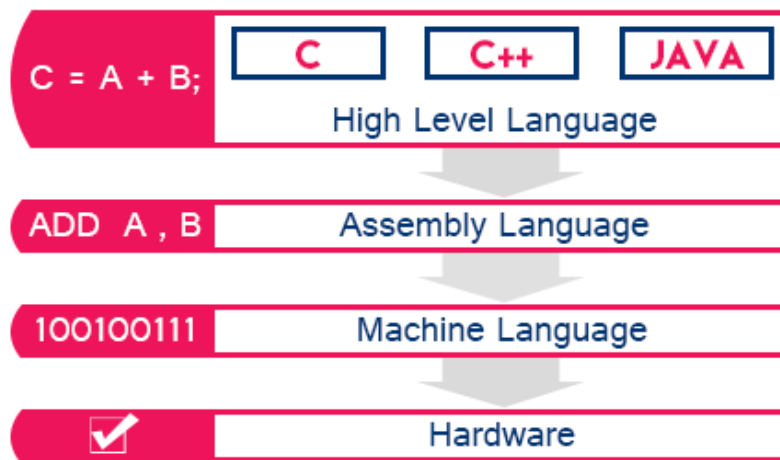 C = A + B;
C
C++
JAVA
High Level Language
ADD A , B
Assembly Language
100100111
Machine Language
Hardware